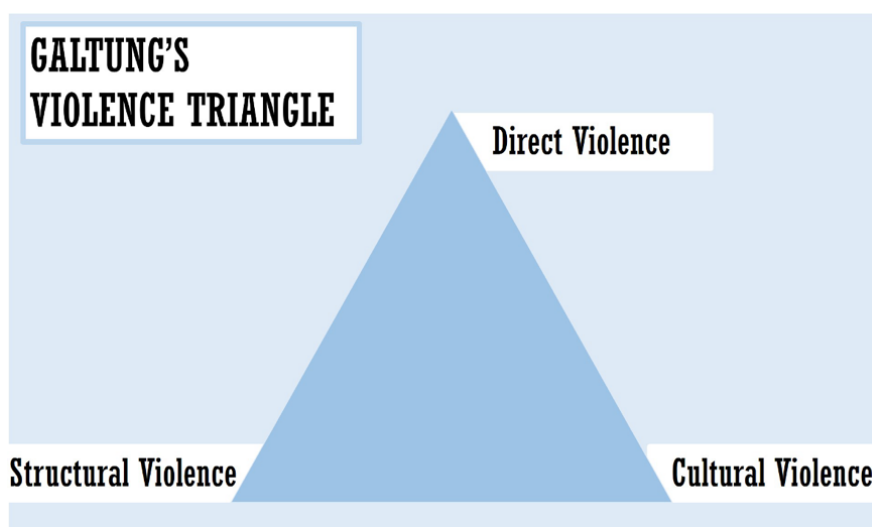 GALTUNG'S
VIOLENCE TRIANGLE
Direct Violence
Structural Violence
Cultural Violence